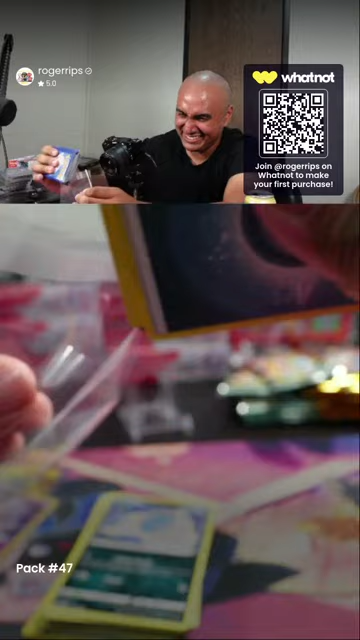 rogerrips
★ 5.0
whatnot
Join @rogerrips on
Whatnot to make
your first purchase!
Pack #47